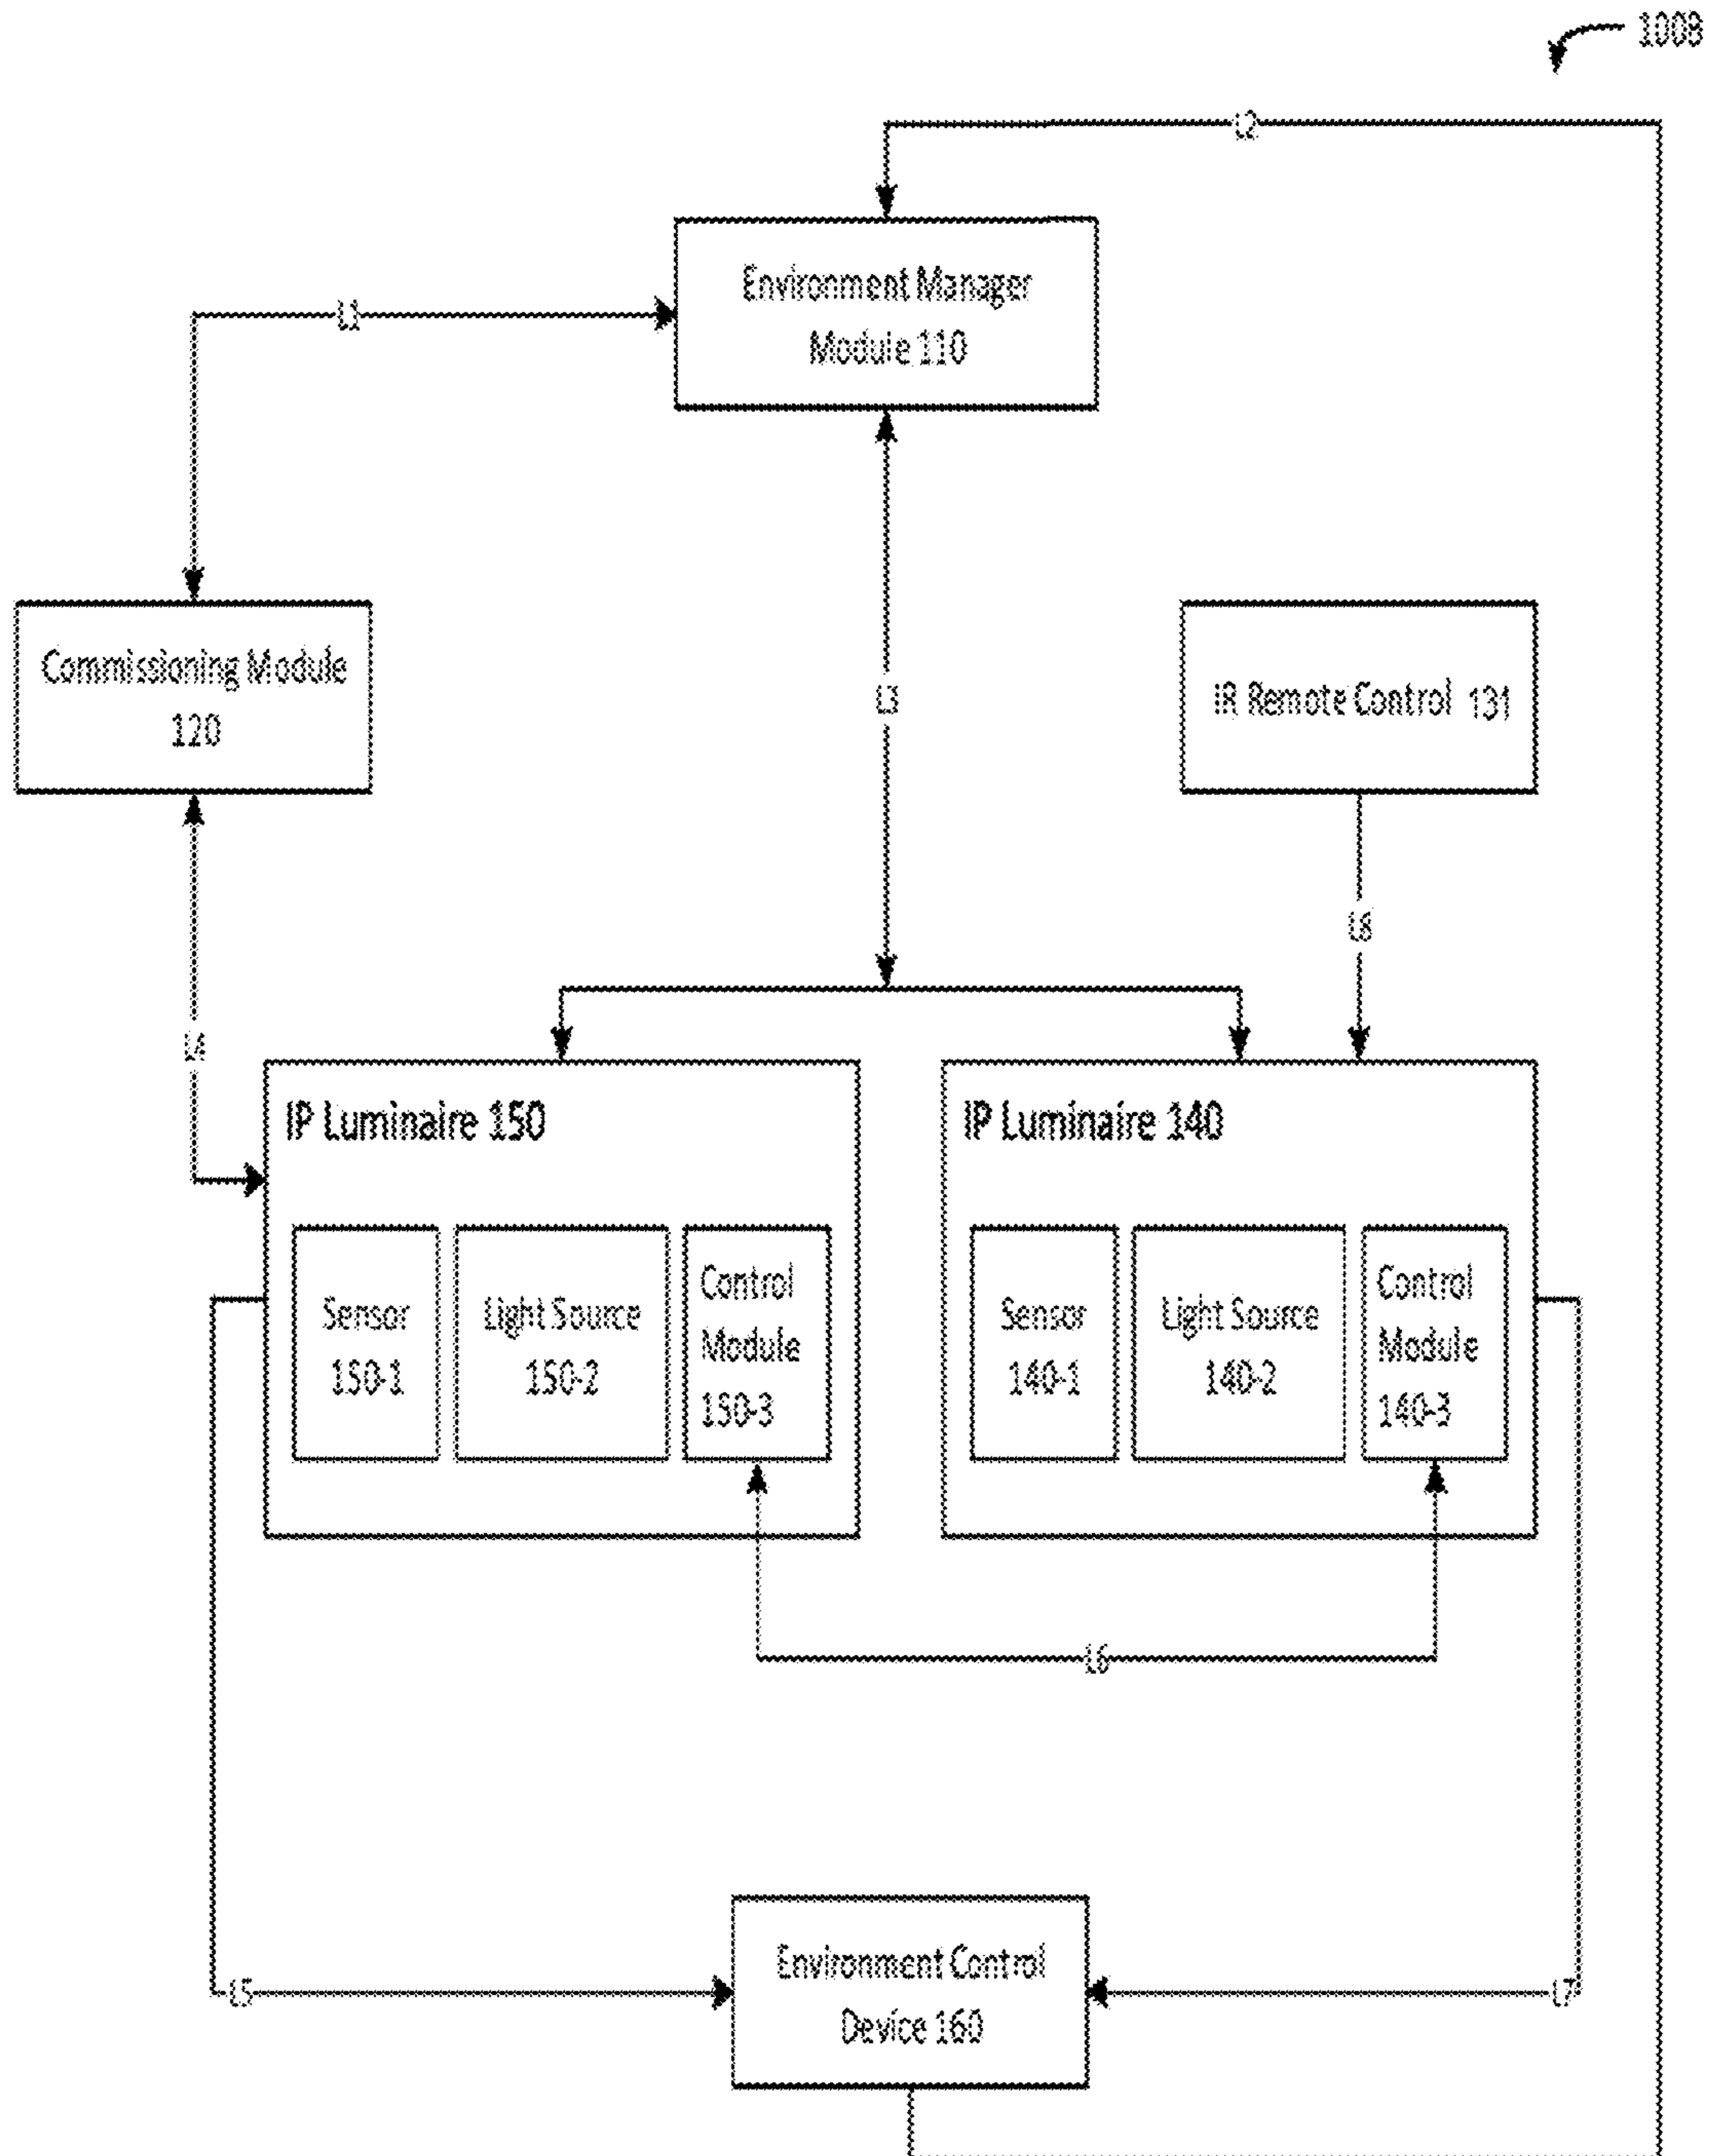 100B
L2
Environment Manager
Module 110
L1
Commissioning Module
120
L3
IR Remote Control 131
L8
L4
IP Luminaire 150
Sensor
150-1
Light Source
150-2
Control
Module
150-3
IP Luminaire 140
Sensor
140-1
Light Source
140-2
Control
Module
140-3
L6
Environment Control
Device 160
L5
L7